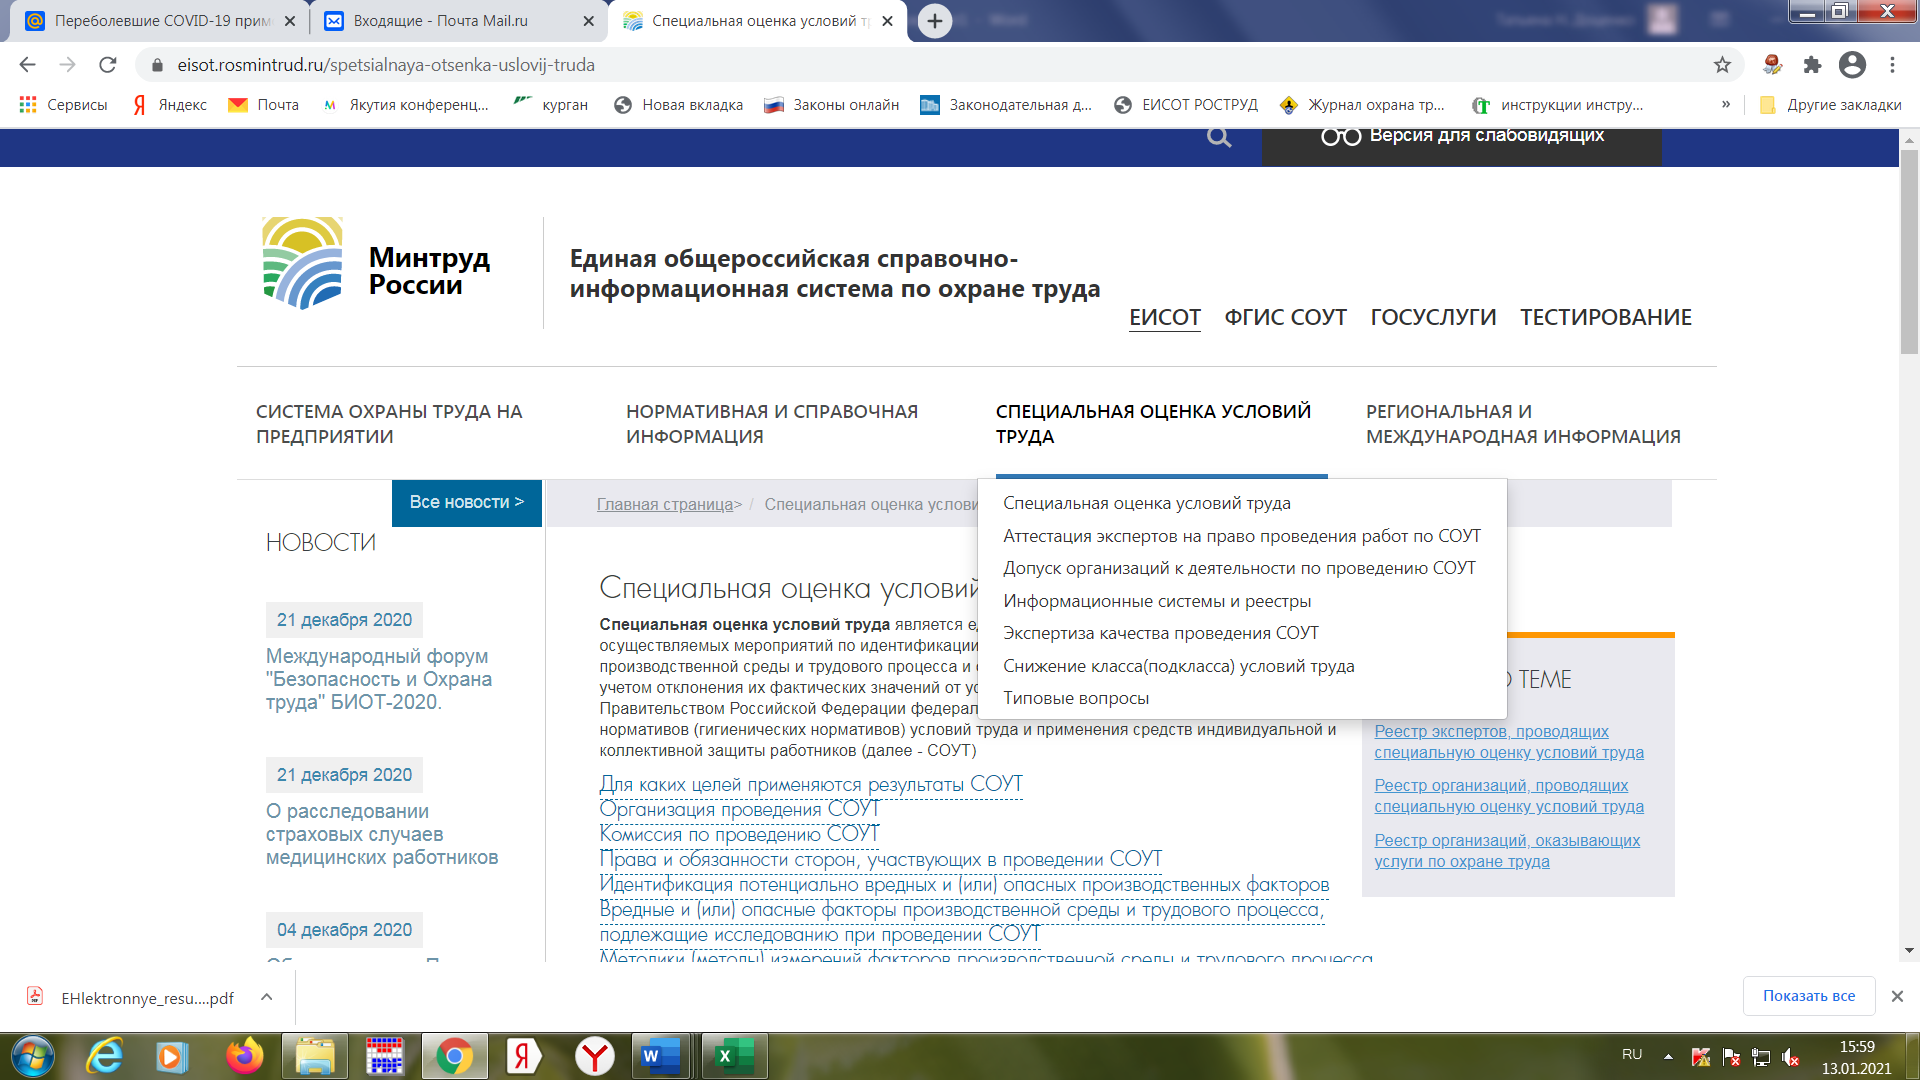 Переболевшие COVID-19 прим
Входящие - Почта Mail.ru
Специальная оценка условий т
eisot.rosmintrud.ru/spetsialnaya-otsenka-uslovij-truda
Сервисы
Яндекс
Почта
Якутия конференц...
курган
Новая вкладка
Законы онлайн
Законодательная д...
ЕИСОТ РОСТРУД
Журнал охрана тр...
инструкции инстру...
»
Другие закладки
Версия для слабовидящих
Минтруд
России
Единая общероссийская справочно-
информационная система по охране труда
ЕИСОТ ФГИС СОУТ ГОСУСЛУГИ ТЕСТИРОВАНИЕ
СИСТЕМА ОХРАНЫ ТРУДА НА
ПРЕДПРИЯТИИ
НОРМАТИВНАЯ И СПРАВОЧНАЯ
ИНФОРМАЦИЯ
СПЕЦИАЛЬНАЯ ОЦЕНКА УСЛОВИЙ
ТРУДА
РЕГИОНАЛЬНАЯ И
МЕЖДУНАРОДНАЯ ИНФОРМАЦИЯ
Все новости >
Главная страница> / Специальная оценка услови
Специальная оценка условий труда
Аттестация экспертов на право проведения работ по СОУТ
Допуск организаций к деятельности по проведению СОУТ
Информационные системы и реестры
Экспертиза качества проведения СОУТ
Снижение класса(подкласса) условий труда
Типовые вопросы
НОВОСТИ
21 декабря 2020
Международный форум
"Безопасность и Охрана
труда" БИОТ-2020.
21 декабря 2020
О расследовании
страховых случаев
медицинских работников
04 декабря 2020
Специальная оценка условий
Специальная оценка условий труда является е
осуществляемых мероприятий по идентификации
производственной среды и трудового процесса и о
учетом отклонения их фактических значений от ус
Правительством Российской Федерации федерал
нормативов (гигиенических нормативов) условий труда и применения средств индивидуальной и
коллективной защиты работников (далее - СОУТ)
Для каких целей применяются результаты СОУТ
Организация проведения СОУТ
Комиссия по проведению СОУТ
Права и обязанности сторон, участвующих в проведении СОУТ
Идентификация потенциально вредных и (или) опасных производственных факторов
Вредные и (или) опасные факторы производственной среды и трудового процесса,
подлежащие исследованию при проведении СОУТ
Методики (методы) измерений факторов производственной среды и трудового процесса
О ТЕМЕ
Реестр экспертов, проводящих
специальную оценку условий труда
Реестр организаций, проводящих
специальную оценку условий труда
Реестр организаций, оказывающих
услуги по охране труда
EHlektronnye_resu....pdf
Показать все
RU
15:59
13.01.2021